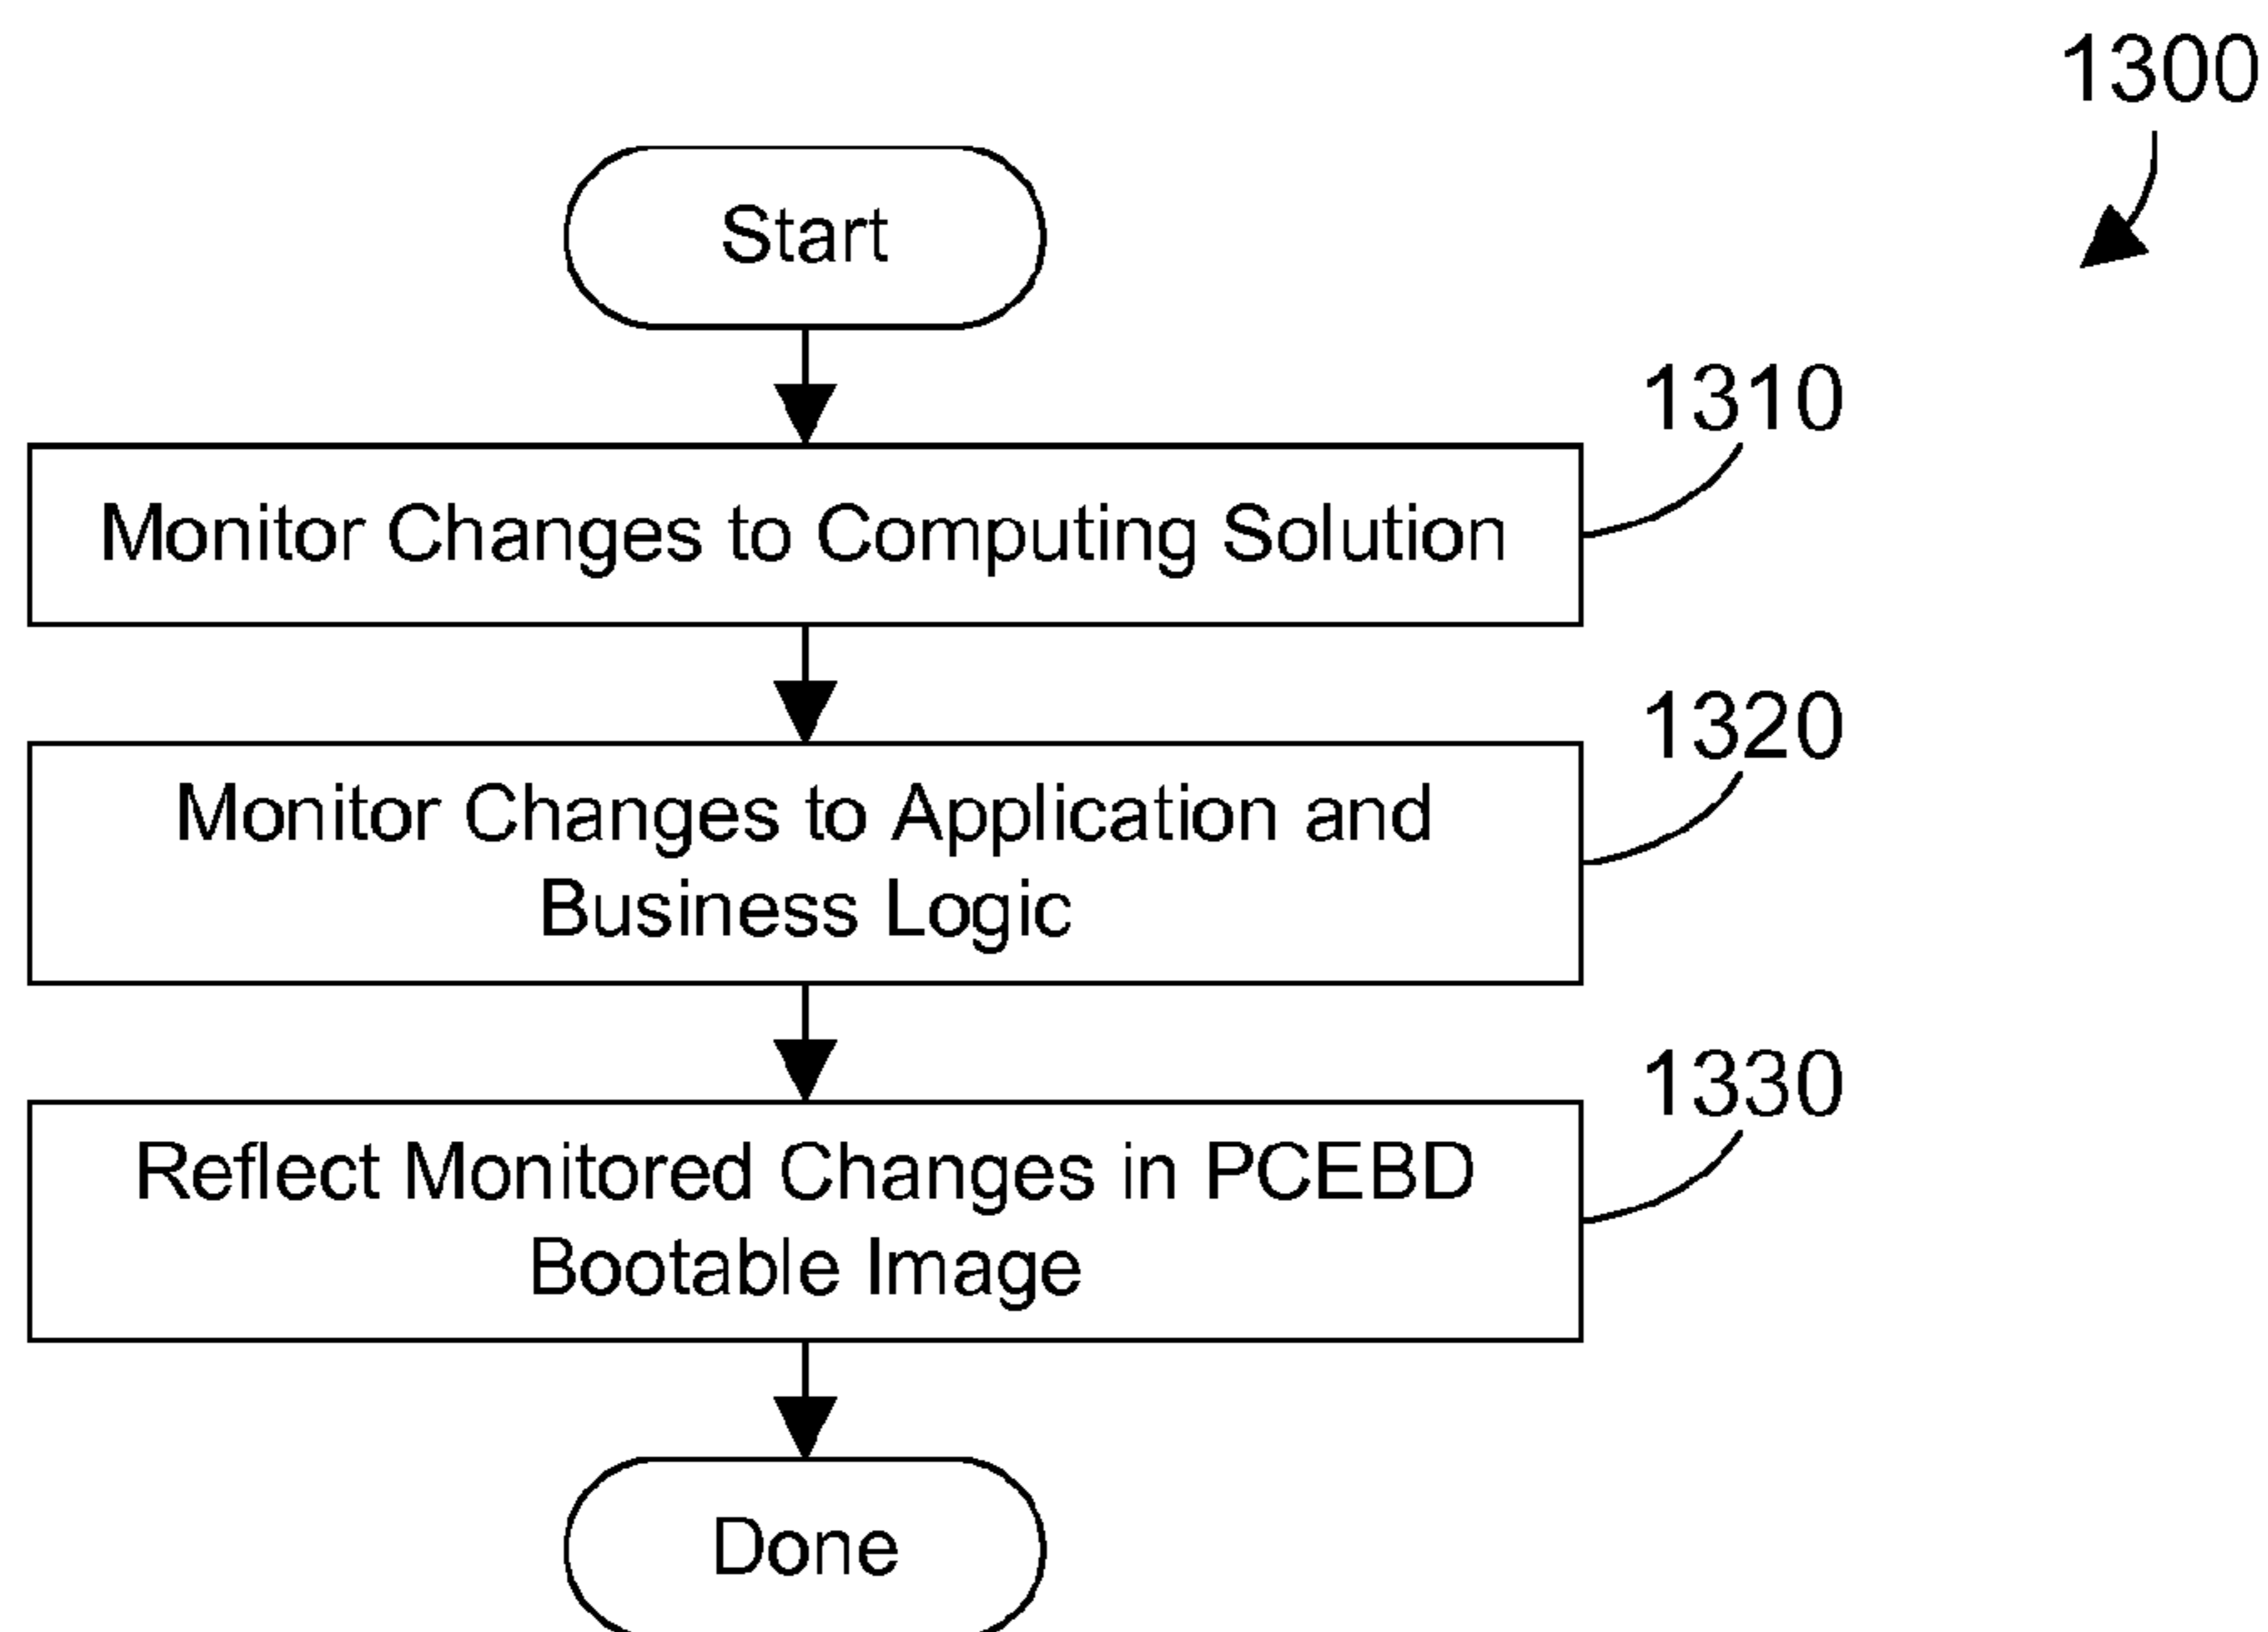 1300
Start
1310
Monitor Changes to Computing Solution
1320
Monitor Changes to Application and
Business Logic
1330
Reflect Monitored Changes in PCEBD
Bootable Image
Done